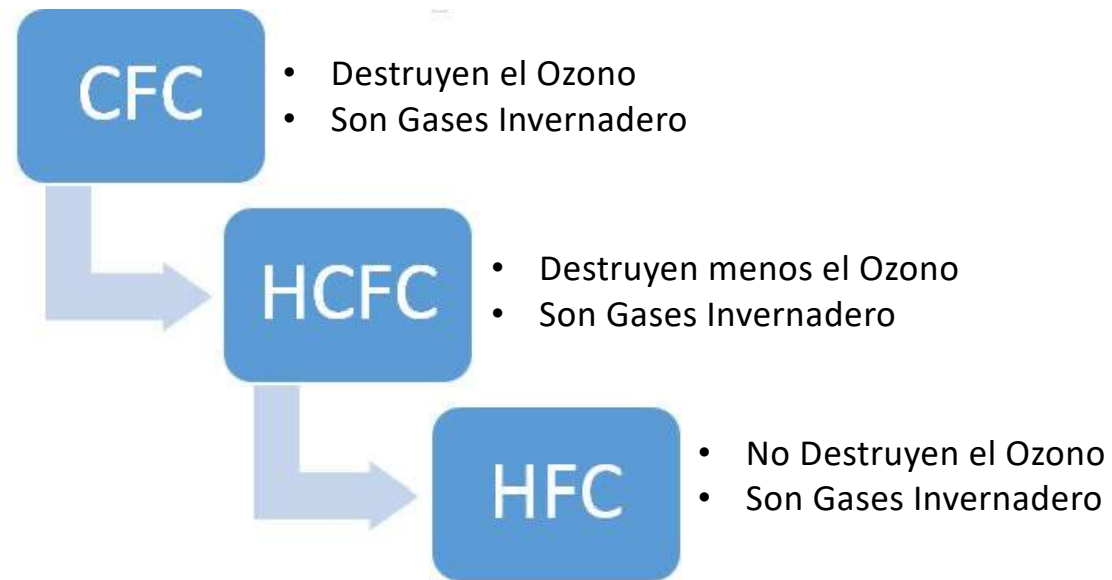 CFC
• Destruyen el Ozono
• Son Gases Invernadero
HCFC
• Destruyen menos el Ozono
• Son Gases Invernadero
HFC
• No Destruyen el Ozono
• Son Gases Invernadero